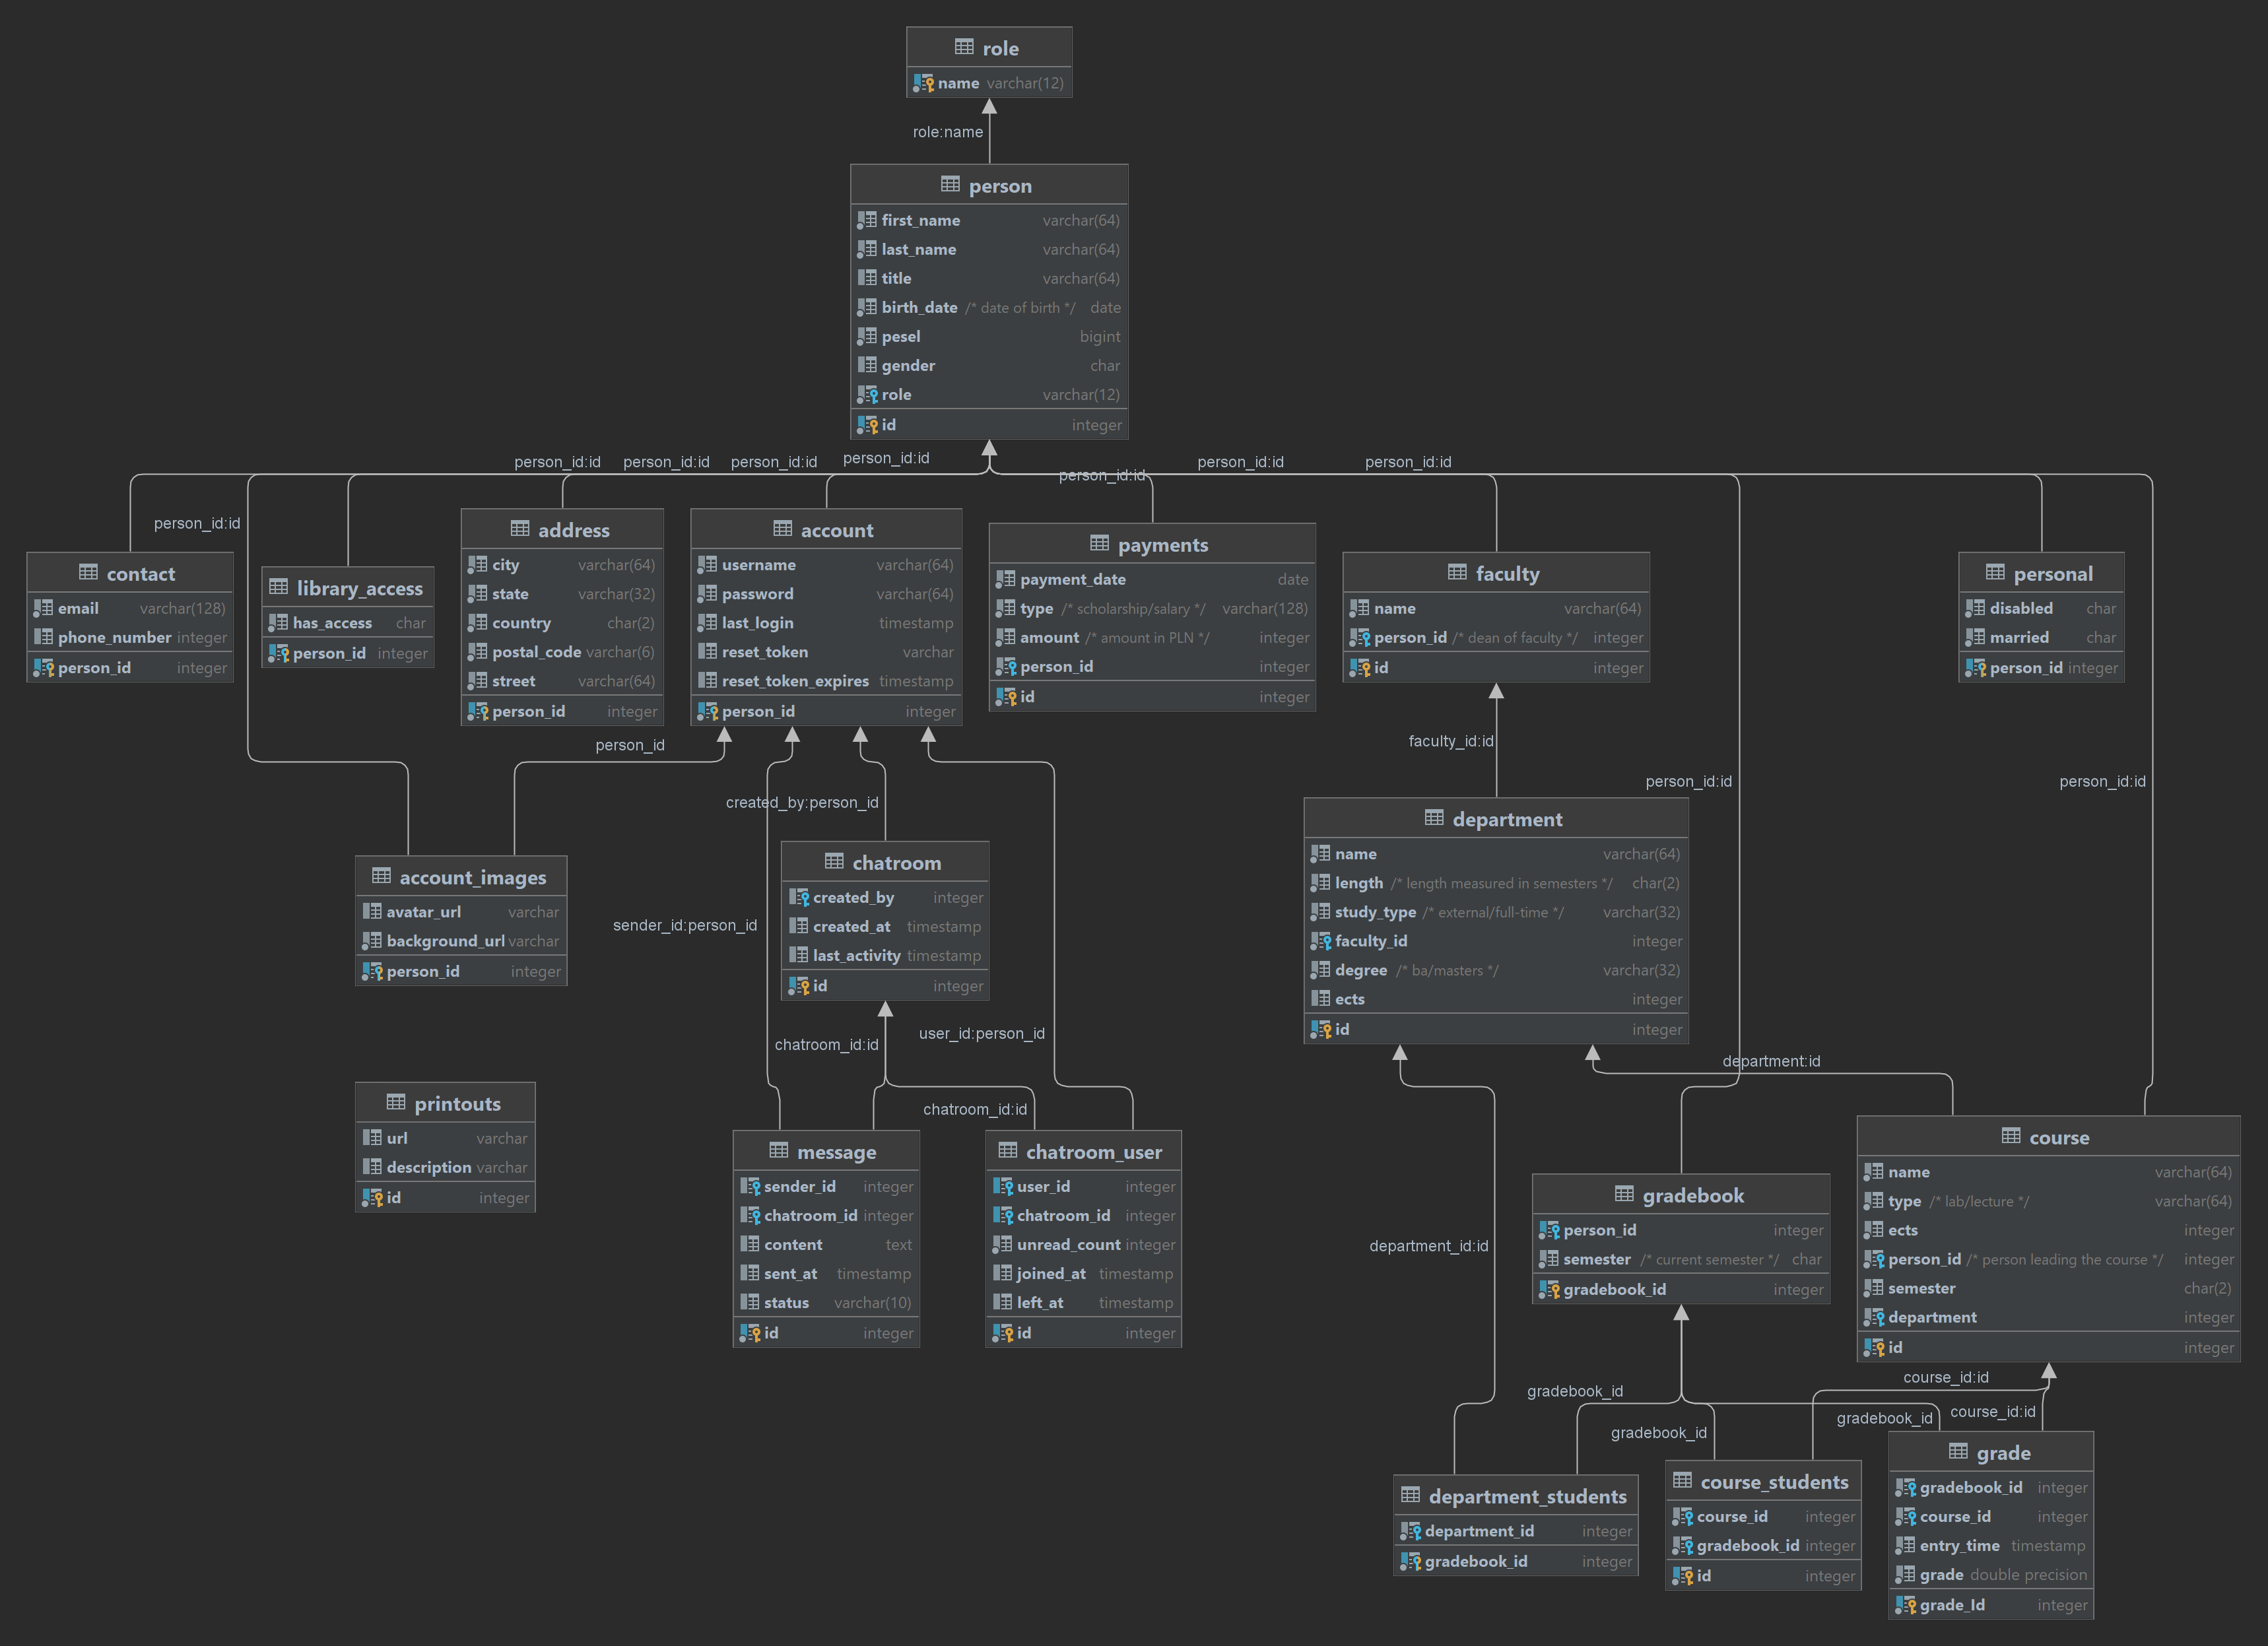 role
name varchar(12)
role:name
person
first_name varchar(64)
last_name varchar(64)
title varchar(64)
birth_date /* date of birth */ date
pesel bigint
gender char
role varchar(12)
id integer
person_id:id person_id:id person_id:id person_id:id person_id:id person_id:id person_id:id
person_id:id
contact
email varchar(128)
phone_number integer
person_id integer
library_access
has_access char
person_id integer
address
city varchar(64)
state varchar(32)
country char(2)
postal_code varchar(6)
street varchar(64)
person_id integer
account
username varchar(64)
password varchar(64)
last_login timestamp
reset_token varchar
reset_token_expires timestamp
person_id integer
payments
payment_date date
type /* scholarship/salary */ varchar(128)
amount /* amount in PLN */ integer
person_id integer
id integer
faculty
name varchar(64)
person_id /* dean of faculty */ integer
id integer
personal
disabled char
married char
person_id integer
person_id
faculty_id:id
person_id:id
person_id:id
created_by:person_id
sender_id:person_id
account_images
avatar_url varchar
background_url varchar
person_id integer
chatroom
created_by integer
created_at timestamp
last_activity timestamp
id integer
department
name varchar(64)
length /* length measured in semesters */ char(2)
study_type /* external/full-time */ varchar(32)
faculty_id integer
degree /* ba/masters */ varchar(32)
ects integer
id integer
user_id:person_id
chatroom_id:id
department:id
chatroom_id:id
printouts
url varchar
description varchar
id integer
message
sender_id integer
chatroom_id integer
content text
sent_at timestamp
status varchar(10)
id integer
chatroom_user
user_id integer
chatroom_id integer
unread_count integer
joined_at timestamp
left_at timestamp
id integer
department_id:id
gradebook
person_id integer
semester /* current semester */ char
gradebook_id integer
course
name varchar(64)
type /* lab/lecture */ varchar(64)
ects integer
person_id /* person leading the course */ integer
semester char(2)
department integer
id integer
gradebook_id
course_id:id
gradebook_id
gradebook_id
course_id:id
department_students
department_id integer
gradebook_id integer
course_students
course_id integer
gradebook_id integer
id integer
grade
gradebook_id integer
course_id integer
entry_time timestamp
grade double precision
grade_Id integer